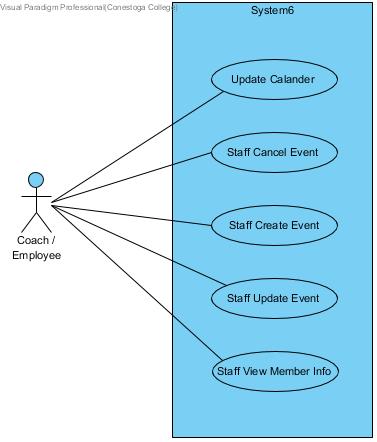 Visual Paradigm Professional(Conestoga College)
System6
Update Calander
Staff Cancel Event
Staff Create Event
Coach /
Employee
Staff Update Event
Staff View Member Info